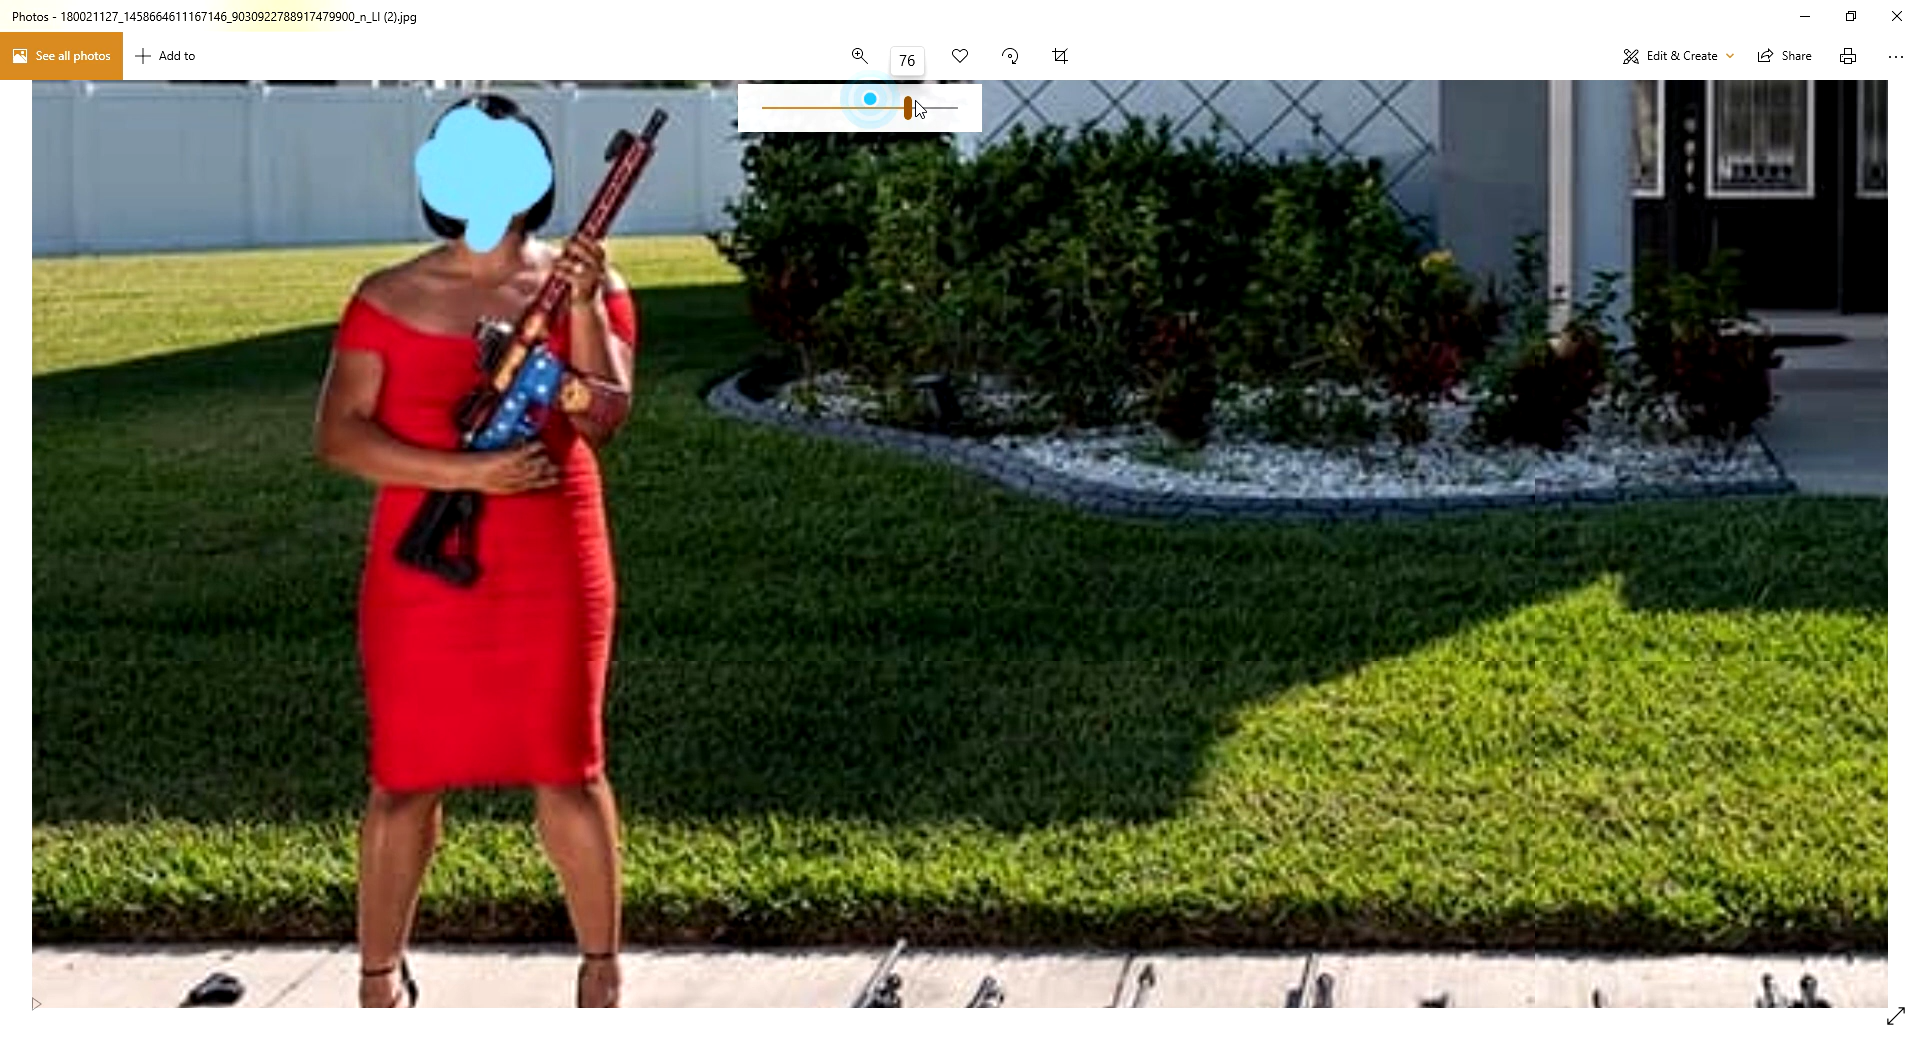 Photos - 180021127_1458664611167146_9030922788917479900_n_LI (2).jpg
See all photos
Add to
76
Edit & Create
Share